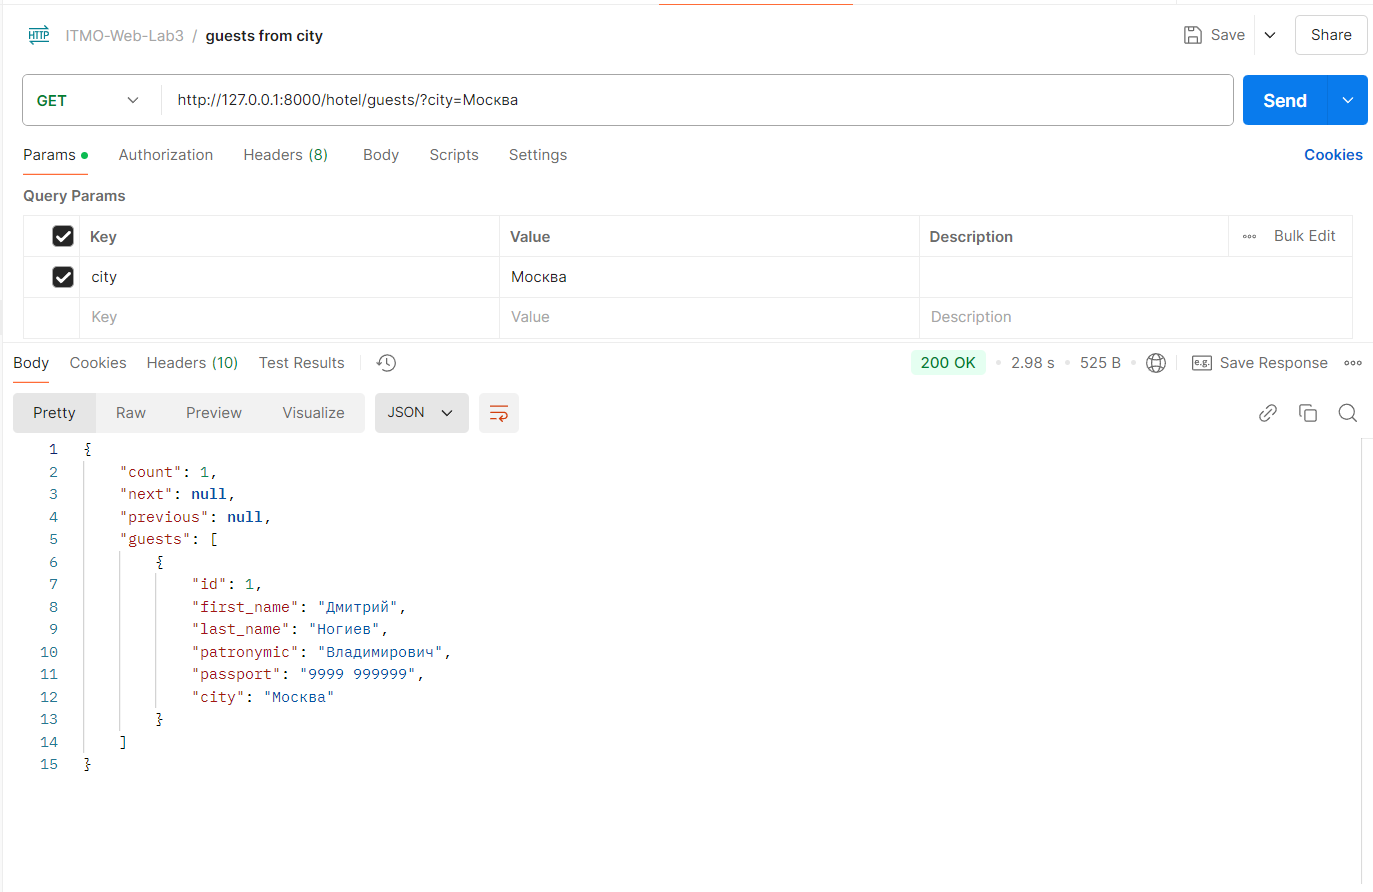 HTTP ITMO-Web-Lab3 / guests from city Save Share
GET http://127.0.0.1:8000/hotel/guests/?city=Москва Send
Params Authorization Headers (8) Body Scripts Settings Cookies
Query Params
Key Value Description Bulk Edit
city Москва
Key Value Description
Body Cookies Headers (10) Test Results 200 OK 2.98 s 525 B e.g. Save Response
Pretty Raw Preview Visualize JSON
1 {
2 "count": 1,
3 "next": null,
4 "previous": null,
5 "guests": [
6 {
7 "id": 1,
8 "first_name": "Дмитрий",
9 "last_name": "Ногиев",
10 "patronymic": "Владимирович",
11 "passport": "9999 999999",
12 "city": "Москва"
13 }
14 ]
15 }